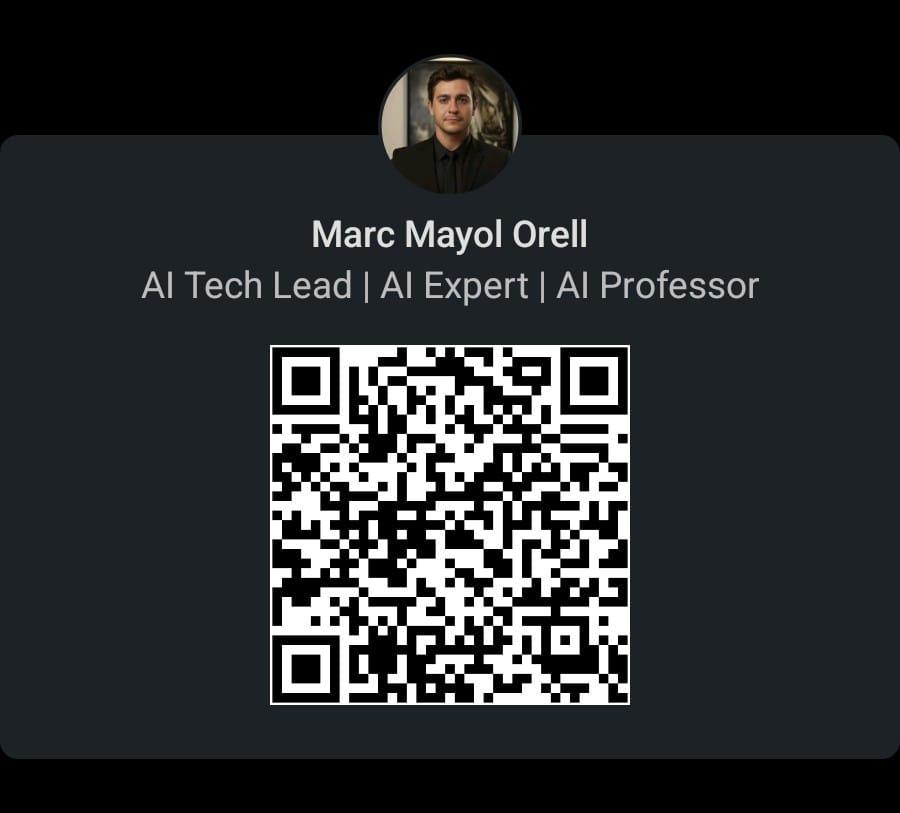 Marc Mayol Orell
AI Tech Lead | AI Expert | AI Professor